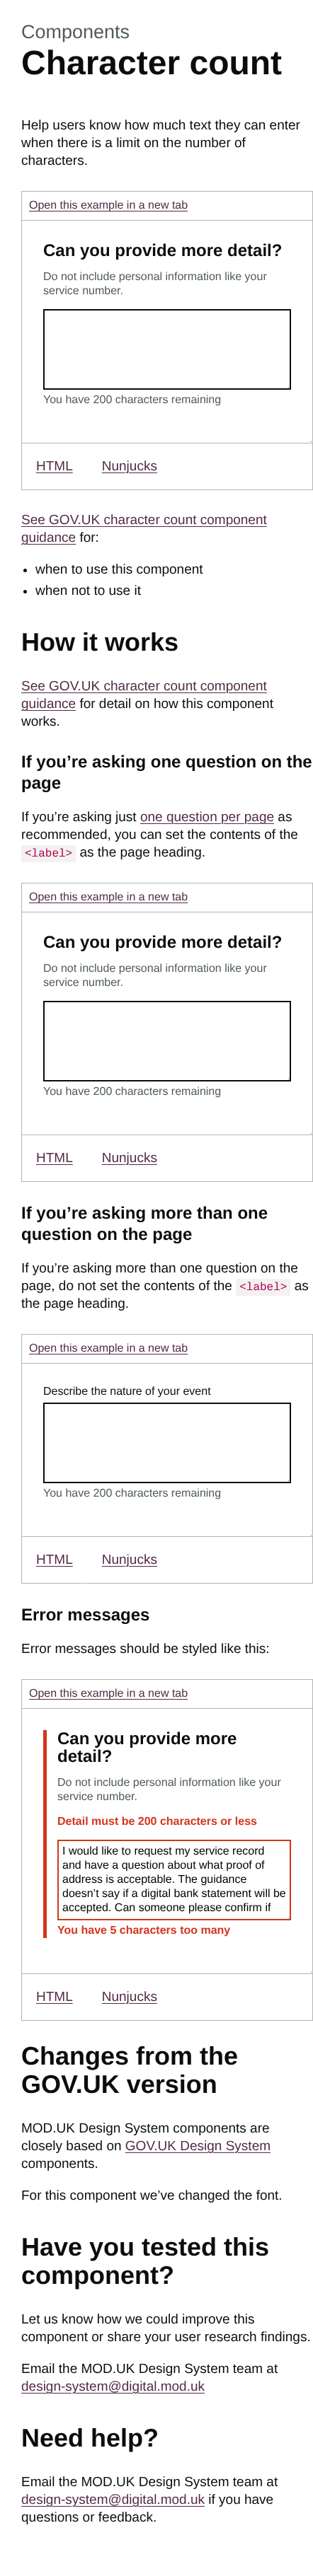 Components
Character count
Help users know how much text they can enter
when there is a limit on the number of
characters.
Open this example in a new tab
Can you provide more detail?
Do not include personal information like your
service number.
You have 200 characters remaining
HTML Nunjucks
See GOV.UK character count component
guidance for:
• when to use this component
• when not to use it
How it works
See GOV.UK character count component
guidance for detail on how this component
works.
If you’re asking one question on the
page
If you’re asking just one question per page as
recommended, you can set the contents of the
<label> as the page heading.
Open this example in a new tab
Can you provide more detail?
Do not include personal information like your
service number.
You have 200 characters remaining
HTML Nunjucks
If you’re asking more than one
question on the page
If you’re asking more than one question on the
page, do not set the contents of the <label> as
the page heading.
Open this example in a new tab
Describe the nature of your event
You have 200 characters remaining
HTML Nunjucks
Error messages
Error messages should be styled like this:
Open this example in a new tab
Can you provide more
detail?
Do not include personal information like your
service number.
Detail must be 200 characters or less
I would like to request my service record
and have a question about what proof of
address is acceptable. The guidance
doesn’t say if a digital bank statement will be
accepted. Can someone please confirm if
You have 5 characters too many
HTML Nunjucks
Changes from the
GOV.UK version
MOD.UK Design System components are
closely based on GOV.UK Design System
components.
For this component we’ve changed the font.
Have you tested this
component?
Let us know how we could improve this
component or share your user research findings.
Email the MOD.UK Design System team at
design-system@digital.mod.uk
Need help?
Email the MOD.UK Design System team at
design-system@digital.mod.uk if you have
questions or feedback.